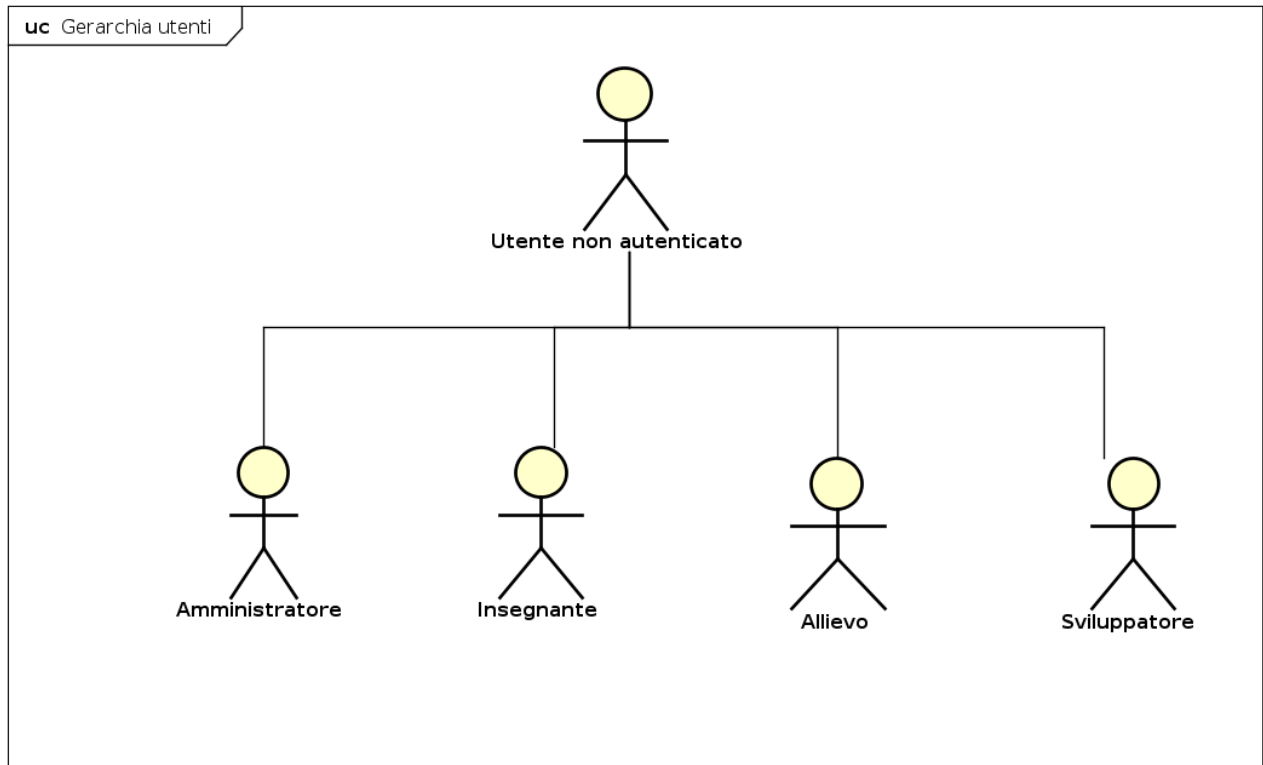 uc Gerarchia utenti
Utente non autenticato
Amministratore
Insegnante
Allievo
Sviluppatore